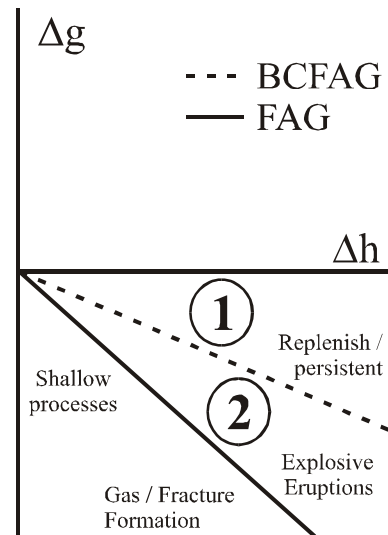 Δg
BCFAG
FAG
Δh
1
Replenish /
persistent
Shallow
processes
2
Explosive
Eruptions
Gas / Fracture
Formation